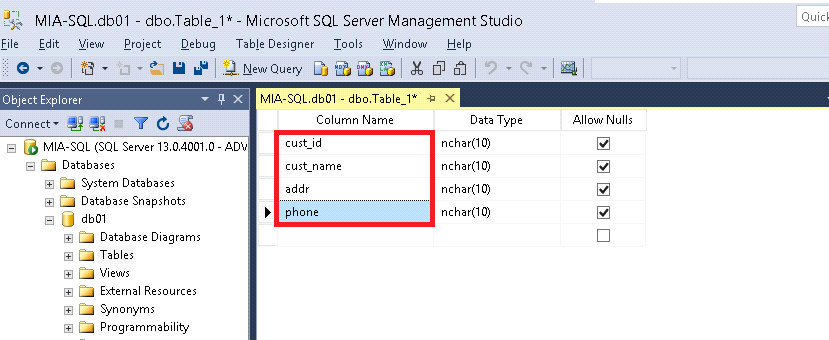 MIA-SQL.db01 - dbo.Table_1* - Microsoft SQL Server Management Studio
Quick
File Edit View Project Debug Table Designer Tools Window Help
New Query
Object Explorer
MIA-SQL.db01 - dbo.Table_1*
Connect
Column Name Data Type Allow Nulls
cust_id nchar(10)
cust_name nchar(10)
addr nchar(10)
phone nchar(10)
MIA-SQL (SQL Server 13.0.4001.0 - ADV
Databases
System Databases
Database Snapshots
db01
Database Diagrams
Tables
Views
External Resources
Synonyms
Programmability